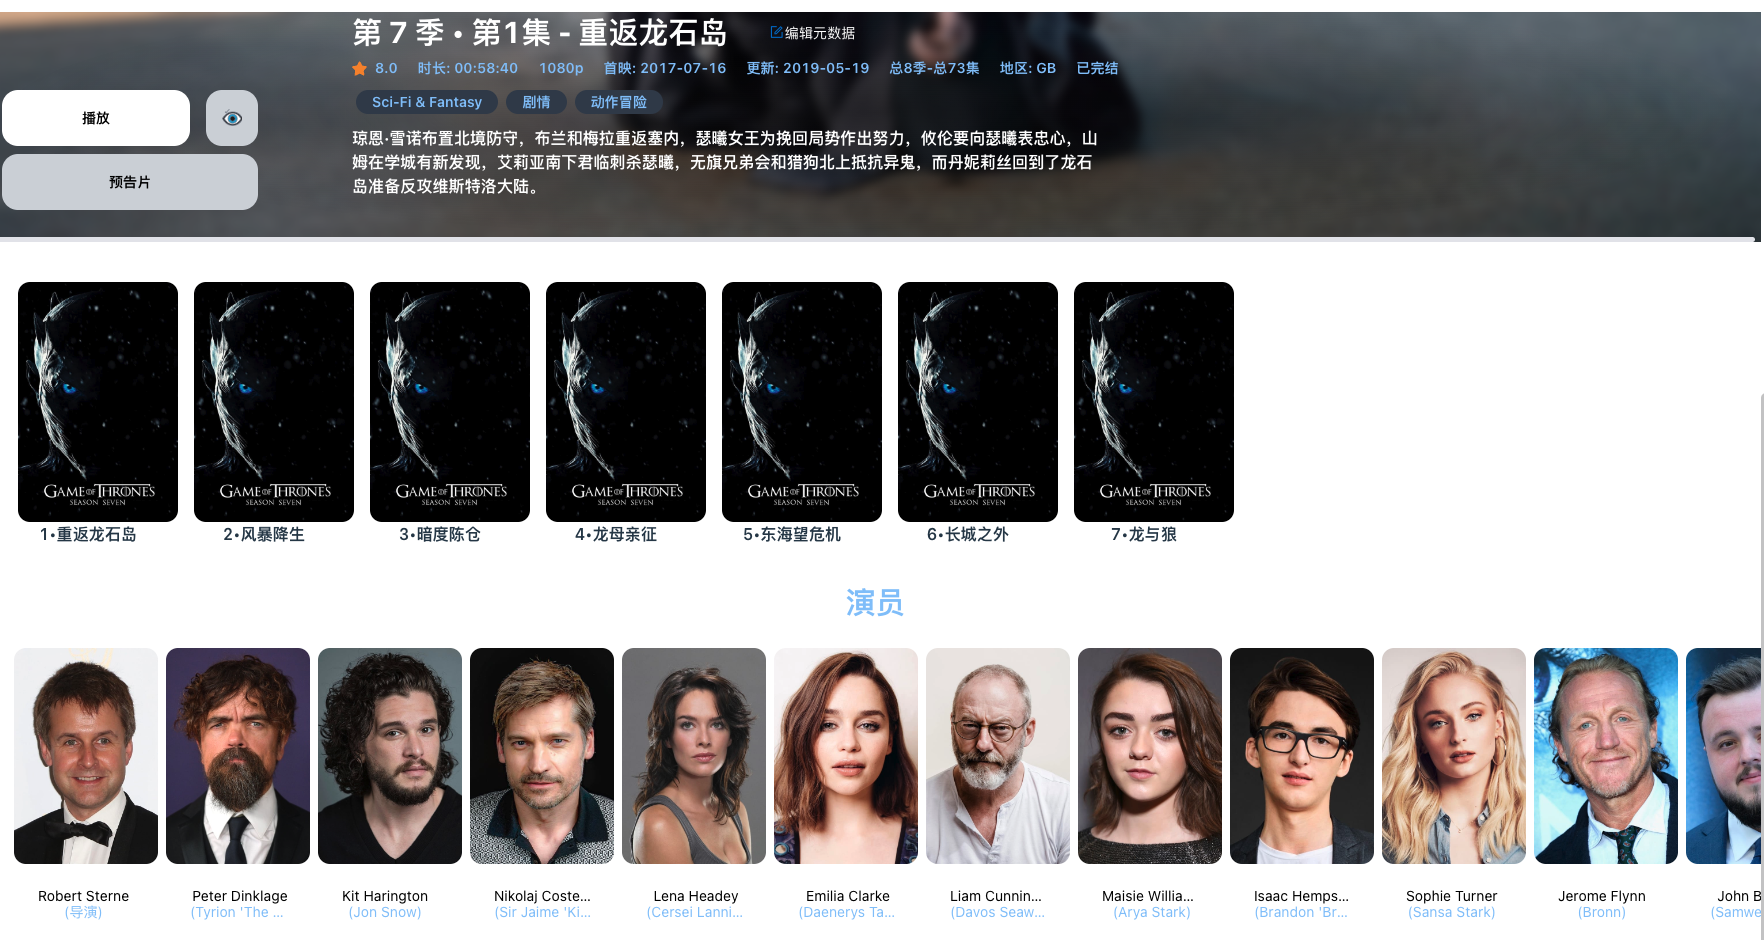 第 7 季 • 第1集 - 重返龙石岛 编辑元数据
8.0 时长: 00:58:40 1080p 首映: 2017-07-16 更新: 2019-05-19 总8季-总73集 地区: GB 已完结
Sci-Fi & Fantasy 剧情 动作冒险
播放
预告片
琼恩·雪诺布置北境防守，布兰和梅拉重返塞内，瑟曦女王为挽回局势作出努力，攸伦要向瑟曦表忠心，山
姆在学城有新发现，艾莉亚南下君临刺杀瑟曦，无旗兄弟会和猎狗北上抵抗异鬼，而丹妮莉丝回到了龙石
岛准备反攻维斯特洛大陆。
GAME OF THRONES GAME OF THRONES GAME OF THRONES GAME OF THRONES GAME OF THRONES GAME OF THRONES GAME OF THRONES
SEASON SEVEN SEASON SEVEN SEASON SEVEN SEASON SEVEN SEASON SEVEN SEASON SEVEN SEASON SEVEN
1•重返龙石岛 2•风暴降生 3•暗度陈仓 4•龙母亲征 5•东海望危机 6•长城之外 7•龙与狼
演员
Robert Sterne Peter Dinklage Kit Harington Nikolaj Coste... Lena Headey Emilia Clarke Liam Cunnin... Maisie Willia... Isaac Hemps... Sophie Turner Jerome Flynn John B
(导演) (Tyrion 'The ... (Jon Snow) (Sir Jaime 'Ki... (Cersei Lanni... (Daenerys Ta... (Davos Seaw... (Arya Stark) (Brandon 'Br... (Sansa Stark) (Bronn) (Samwe